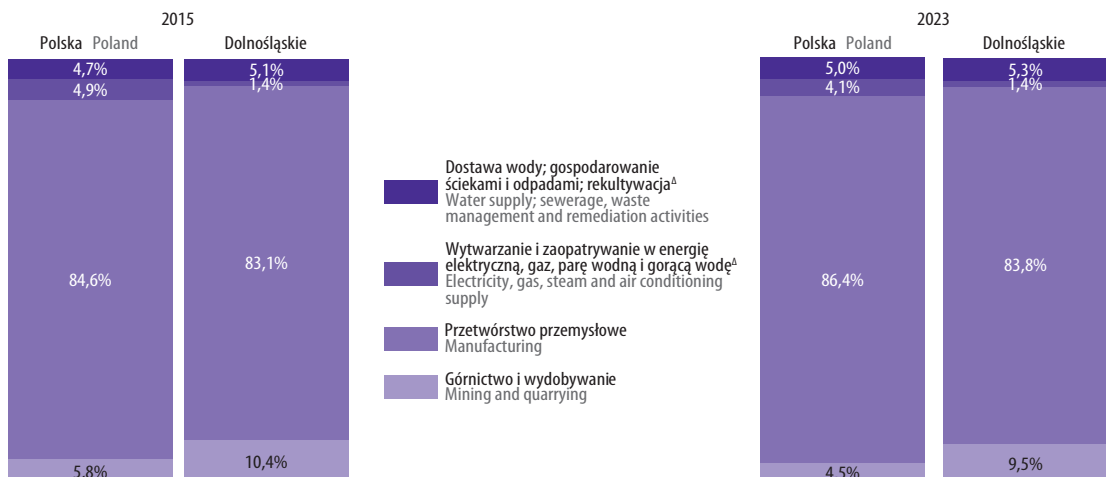 2015
Polska Poland
Dolnośląskie
4,7%
4,9%
84,6%
5,8%
5,1%
1,4%
83,1%
10,4%
Dostawa wody; gospodarowanie
ściekami i odpadami; rekultywacjaᐞ
Water supply; sewerage, waste
management and remediation activities
Wytwarzanie i zaopatrywanie w energię
elektryczną, gaz, parę wodną i gorącą wodęᐞ
Electricity, gas, steam and air conditioning
supply
Przetwórstwo przemysłowe
Manufacturing
Górnictwo i wydobywanie
Mining and quarrying
2023
Polska Poland
Dolnośląskie
5,0%
4,1%
86,4%
4,5%
5,3%
1,4%
83,8%
9,5%